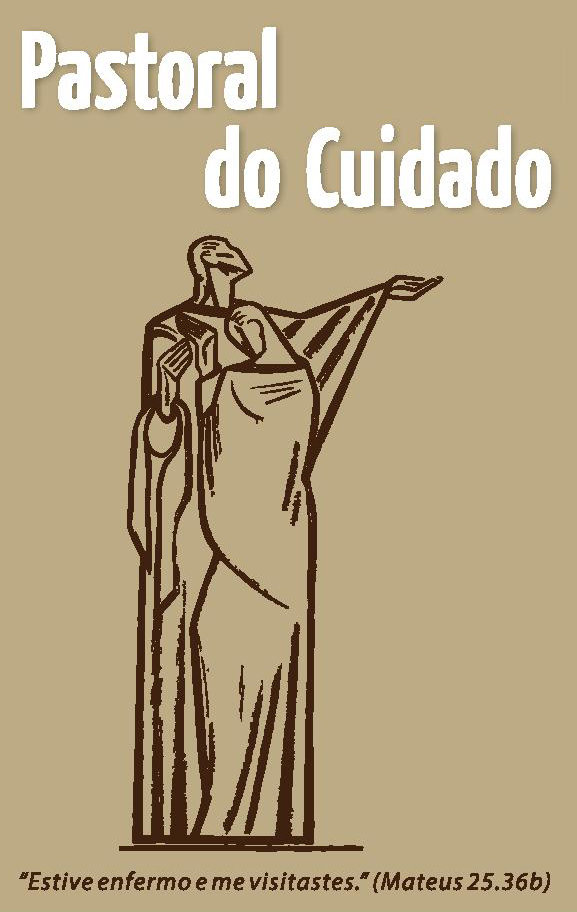 Pastoral
do Cuidado
“Estive enfermo e me visitastes.” (Mateus 25.36b)